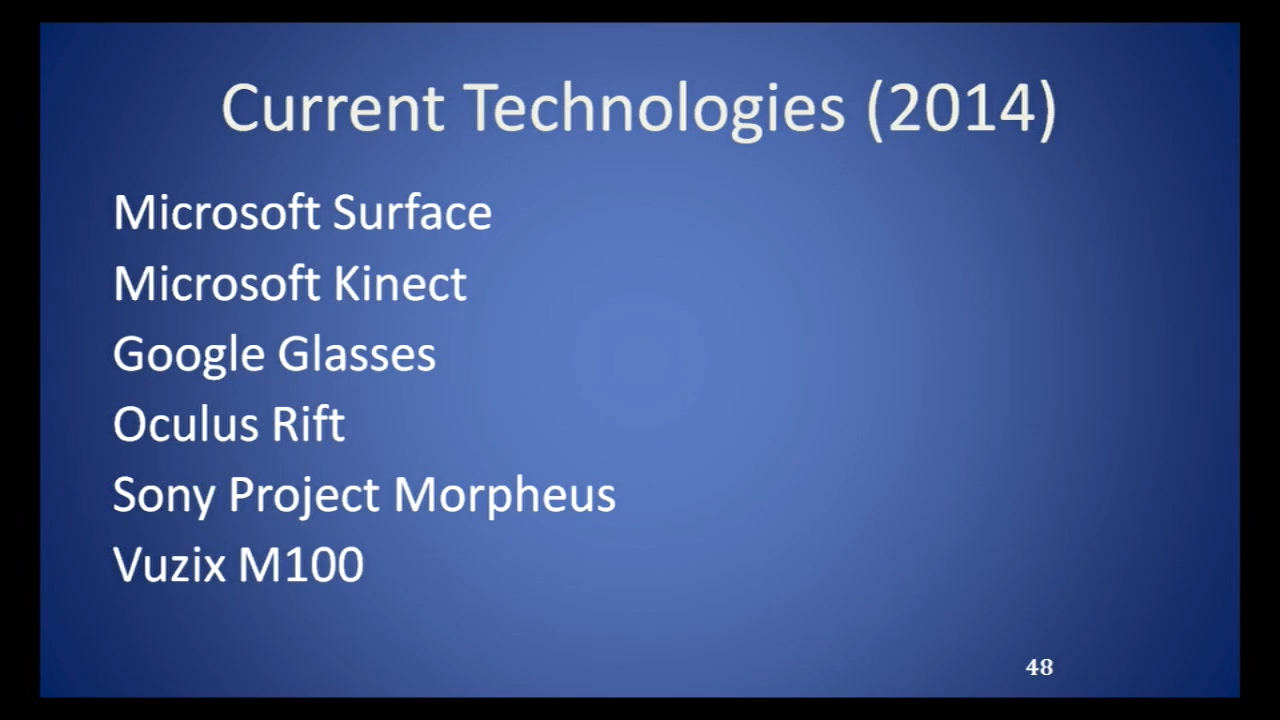 Current Technologies (2014)
Microsoft Surface
Microsoft Kinect
Google Glasses
Oculus Rift
Sony Project Morpheus
Vuzix M100
48